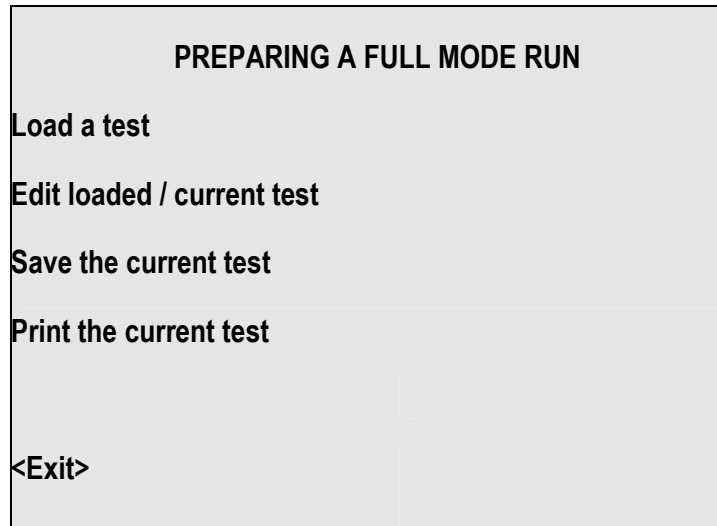 PREPARING A FULL MODE RUN
Load a test
Edit loaded / current test
Save the current test
Print the current test
<Exit>